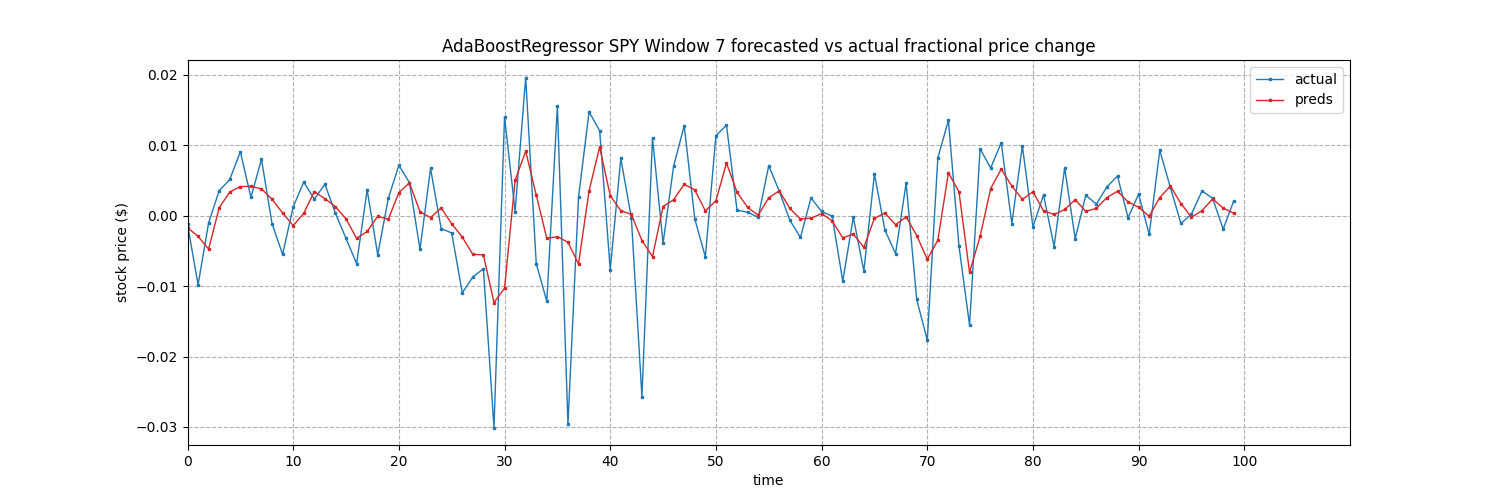 AdaBoostRegressor SPY Window 7 forecasted vs actual fractional price change
actual
preds
stock price ($)
0.02
0.01
0.00
−0.01
−0.02
−0.03
0 10 20 30 40 50 60 70 80 90 100
time